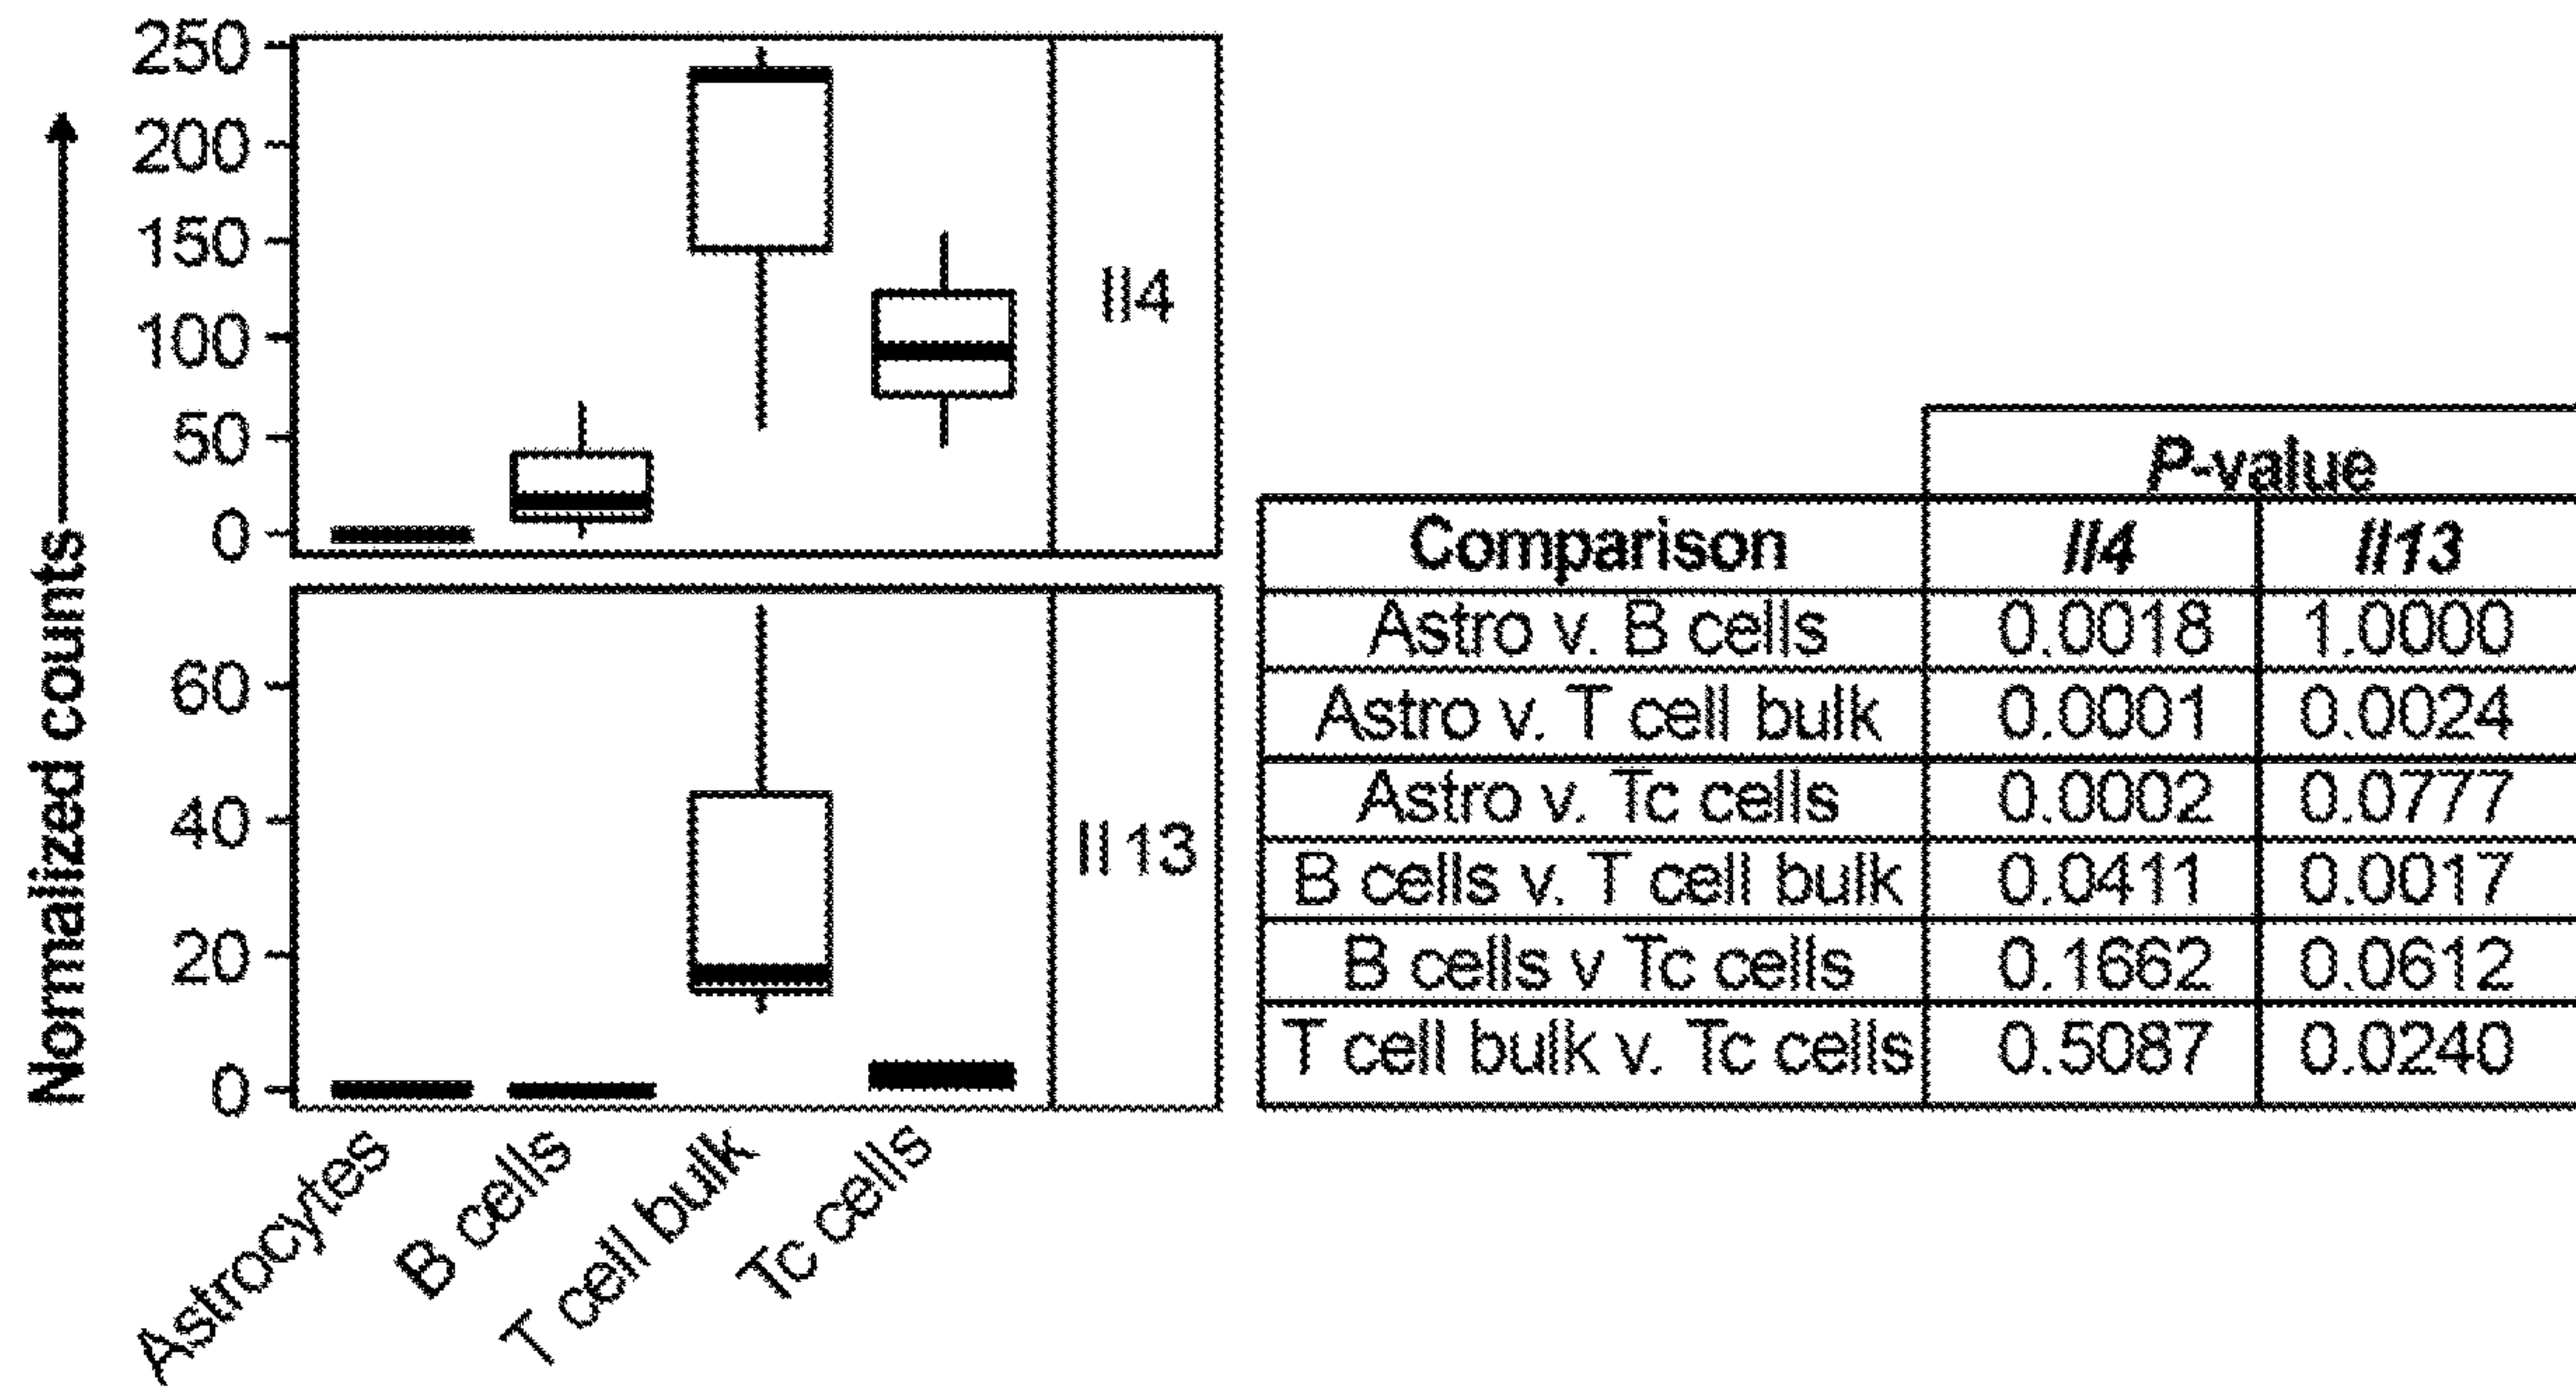 Normalized counts
250
200
150
100
50
0
Il4
60
40
20
0
Il 13
Astrocytes
B cells
T cell bulk
Tc cells
P-value
Comparison Il4 Il13
Astro v. B cells 0.0018 1.0000
Astro v. T cell bulk 0.0001 0.0024
Astro v. Tc cells 0.0002 0.0777
B cells v. T cell bulk 0.0411 0.0017
B cells v Tc cells 0.1662 0.0612
T cell bulk v. Tc cells 0.5087 0.0240